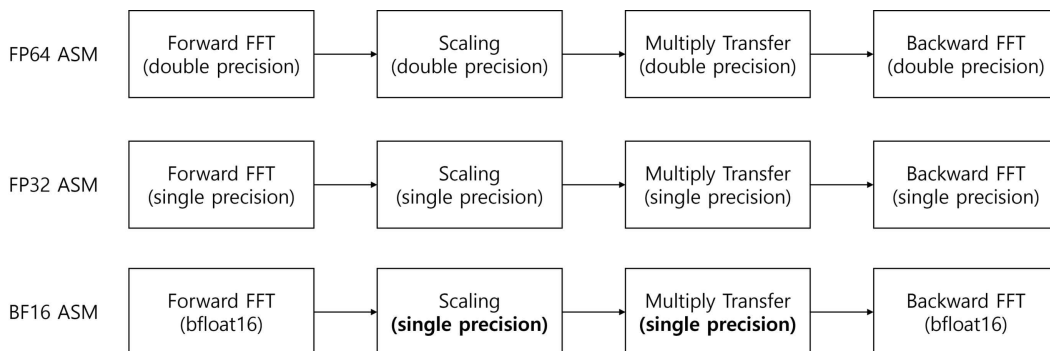 FP64 ASM
Forward FFT
(double precision)
Scaling
(double precision)
Multiply Transfer
(double precision)
Backward FFT
(double precision)
FP32 ASM
Forward FFT
(single precision)
Scaling
(single precision)
Multiply Transfer
(single precision)
Backward FFT
(single precision)
BF16 ASM
Forward FFT
(bfloat16)
Scaling
(single precision)
Multiply Transfer
(single precision)
Backward FFT
(bfloat16)